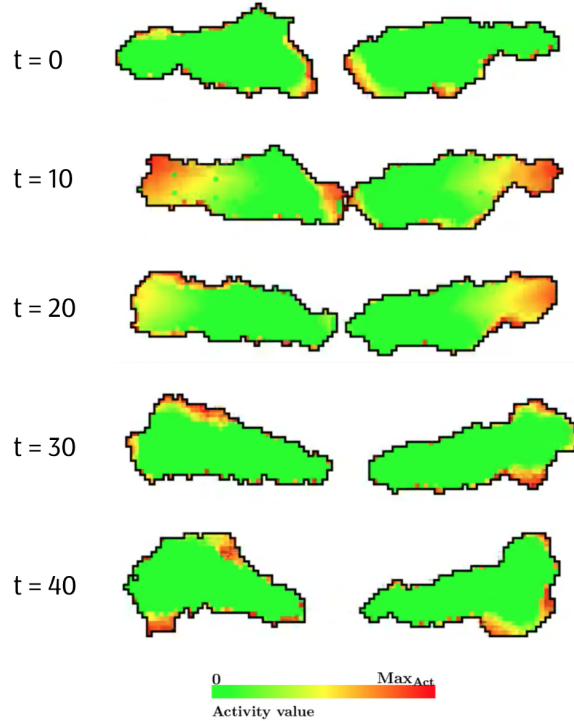 t = 0
t = 10
t = 20
t = 30
t = 40
0 Max_Act
Activity value